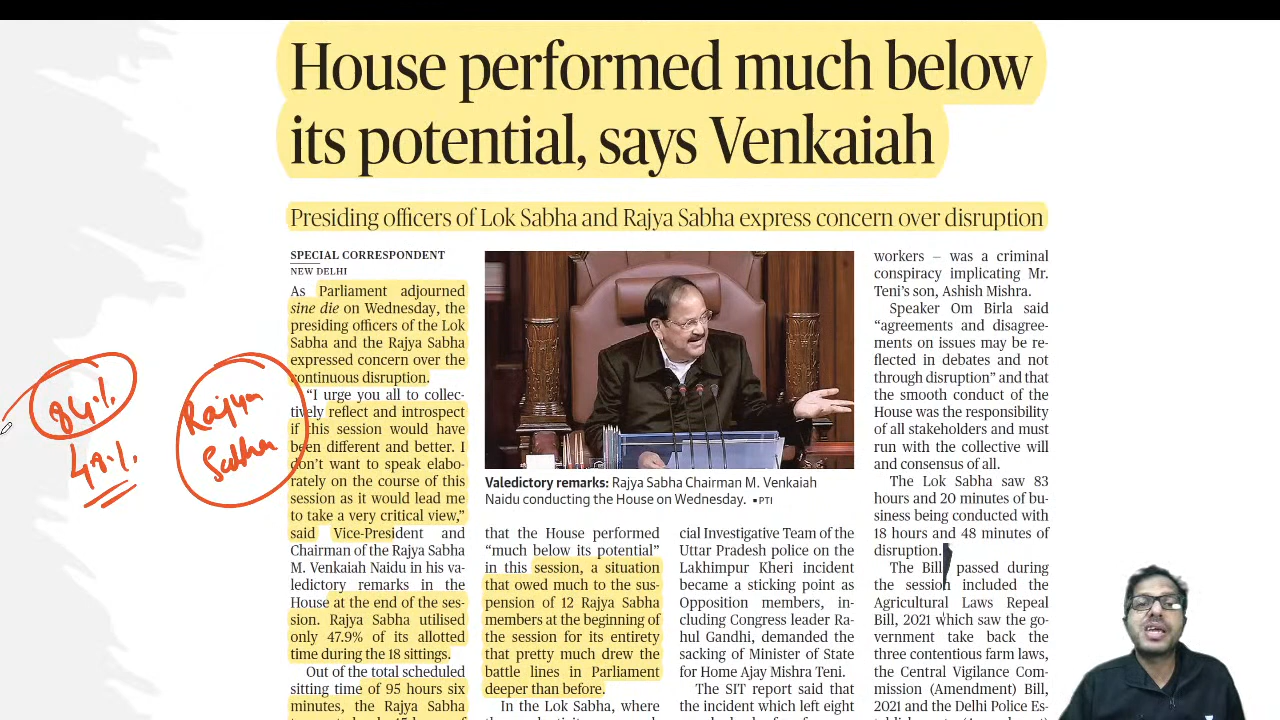 House performed much below
its potential, says Venkaiah
Presiding officers of Lok Sabha and Rajya Sabha express concern over disruption
84%
48%
Rajya
Sabha
SPECIAL CORRESPONDENT
NEW DELHI
As Parliament adjourned
sine die on Wednesday, the
presiding officers of the Lok
Sabha and the Rajya Sabha
expressed concern over the
continuous disruption.
"I urge you all to collec-
tively reflect and introspect
if this session would have
been different and better. I
don't want to speak elabo-
rately on the course of this
session as it would lead me
to take a very critical view,"
said Vice-President and
Chairman of the Rajya Sabha
M. Venkaiah Naidu in his va-
ledictory remarks in the
House at the end of the ses-
sion. Rajya Sabha utilised
only 47.9% of its allotted
time during the 18 sittings.
Out of the total scheduled
sitting time of 95 hours six
minutes, the Rajya Sabha
Valedictory remarks: Rajya Sabha Chairman M. Venkaiah
Naidu conducting the House on Wednesday. ▪PTI
that the House performed
"much below its potential"
in this session, a situation
that owed much to the sus-
pension of 12 Rajya Sabha
members at the beginning of
the session for its entirety
that pretty much drew the
battle lines in Parliament
deeper than before.
In the Lok Sabha, where
cial Investigative Team of the
Uttar Pradesh police on the
Lakhimpur Kheri incident
became a sticking point as
Opposition members, in-
cluding Congress leader Ra-
hul Gandhi, demanded the
sacking of Minister of State
for Home Ajay Mishra Teni.
The SIT report said that
the incident which left eight
workers – was a criminal
conspiracy implicating Mr.
Teni's son, Ashish Mishra.
Speaker Om Birla said
"agreements and disagree-
ments on issues may be re-
flected in debates and not
through disruption" and that
the smooth conduct of the
House was the responsibility
of all stakeholders and must
run with the collective will
and consensus of all.
The Lok Sabha saw 83
hours and 20 minutes of bu-
siness being conducted with
18 hours and 48 minutes of
disruption.
The Bill passed during
the session included the
Agricultural Laws Repeal
Bill, 2021 which saw the go-
vernment take back the
three contentious farm laws,
the Central Vigilance Com-
mission (Amendment) Bill,
2021 and the Delhi Police Es-